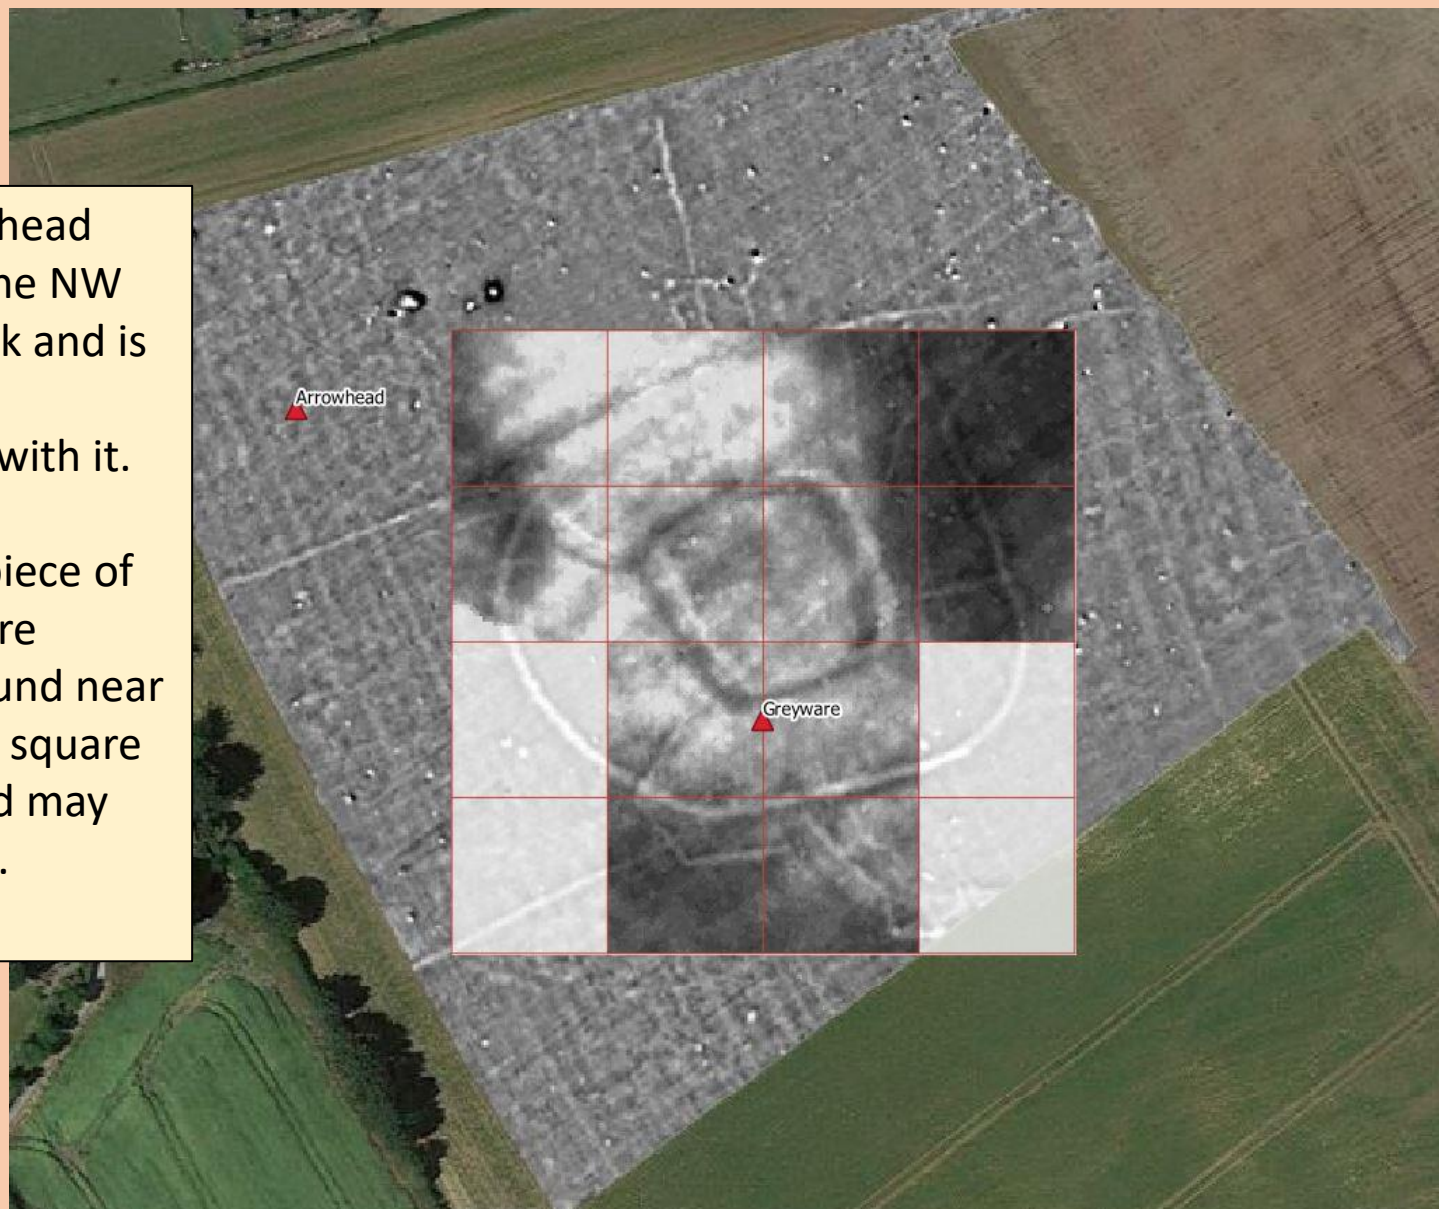 head
he NW
k and is
with it.
piece of
re
und near
square
d may
.
Arrowhead
Greyware